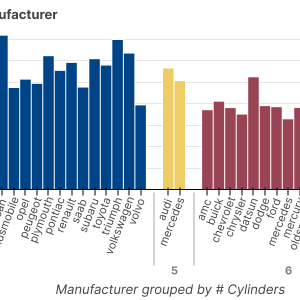 ufacturer
opel
peugeot
plymouth
pontiac
renault
saab
subaru
toyota
triumph
volkswagen
volvo
audi
mercedes
amc
buick
chevrolet
chrysler
datsun
dodge
ford
mercedes
mercury
5
6
Manufacturer grouped by # Cylinders